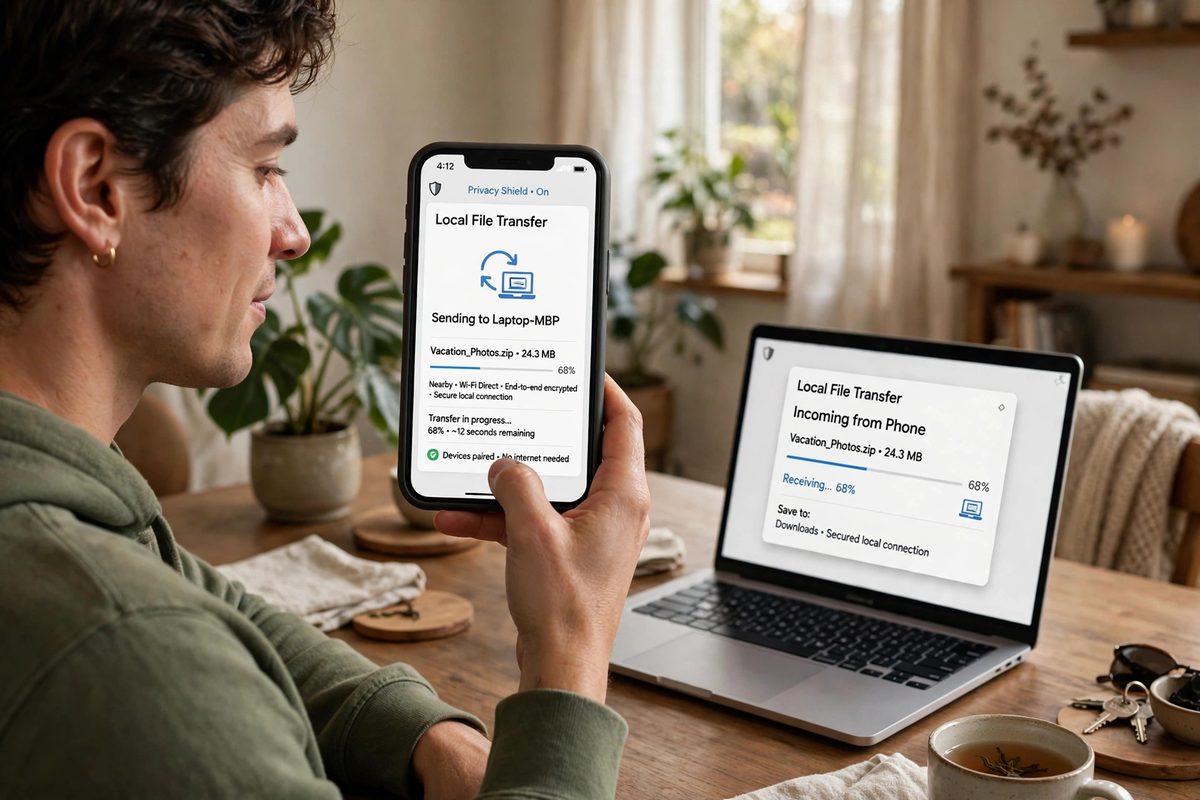 4:12
Privacy Shield • On
Local File Transfer
Sending to Laptop-MBP
Vacation_Photos.zip • 24.3 MB
68%
Nearby • Wi-Fi Direct • End-to-end encrypted
• Secure local connection
Transfer in progress...
68% • ~12 seconds remaining
Devices paired • No internet needed
Local File Transfer
Incoming from Phone
Vacation_Photos.zip • 24.3 MB
68%
Receiving... 68%
Save to:
Downloads • Secured local connection